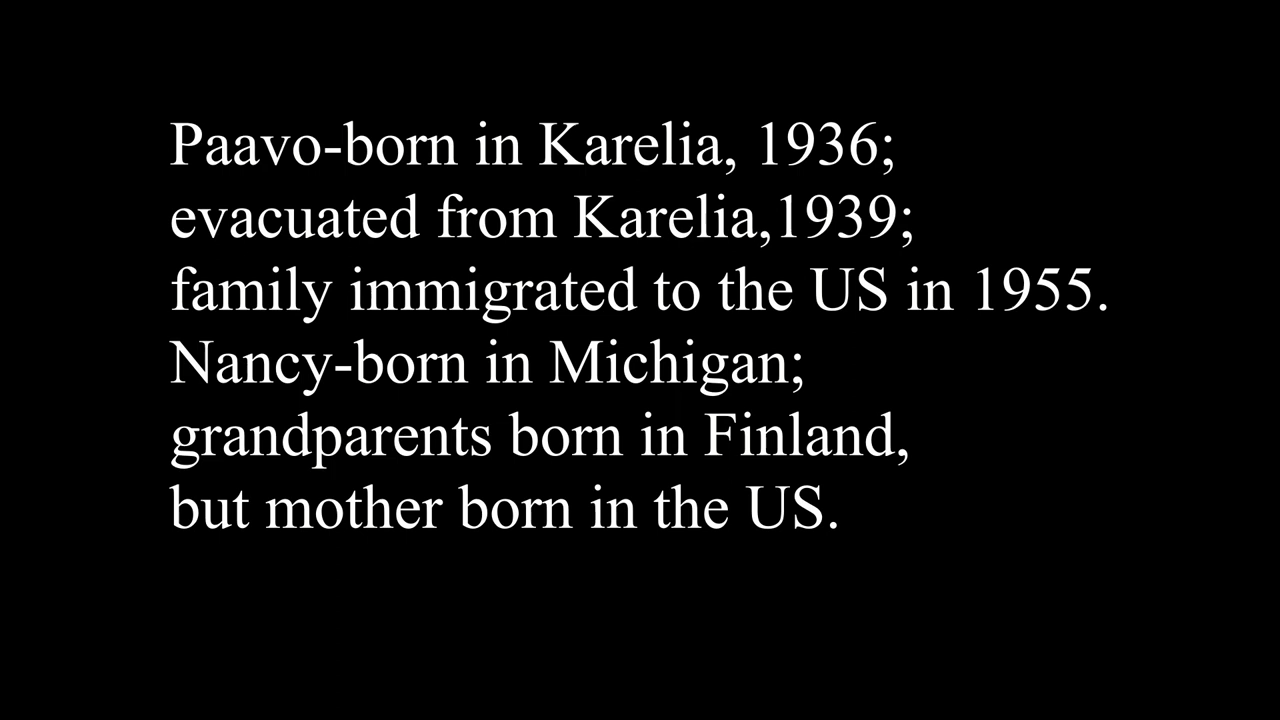 Paavo-born in Karelia, 1936;
evacuated from Karelia,1939;
family immigrated to the US in 1955.
Nancy-born in Michigan;
grandparents born in Finland,
but mother born in the US.